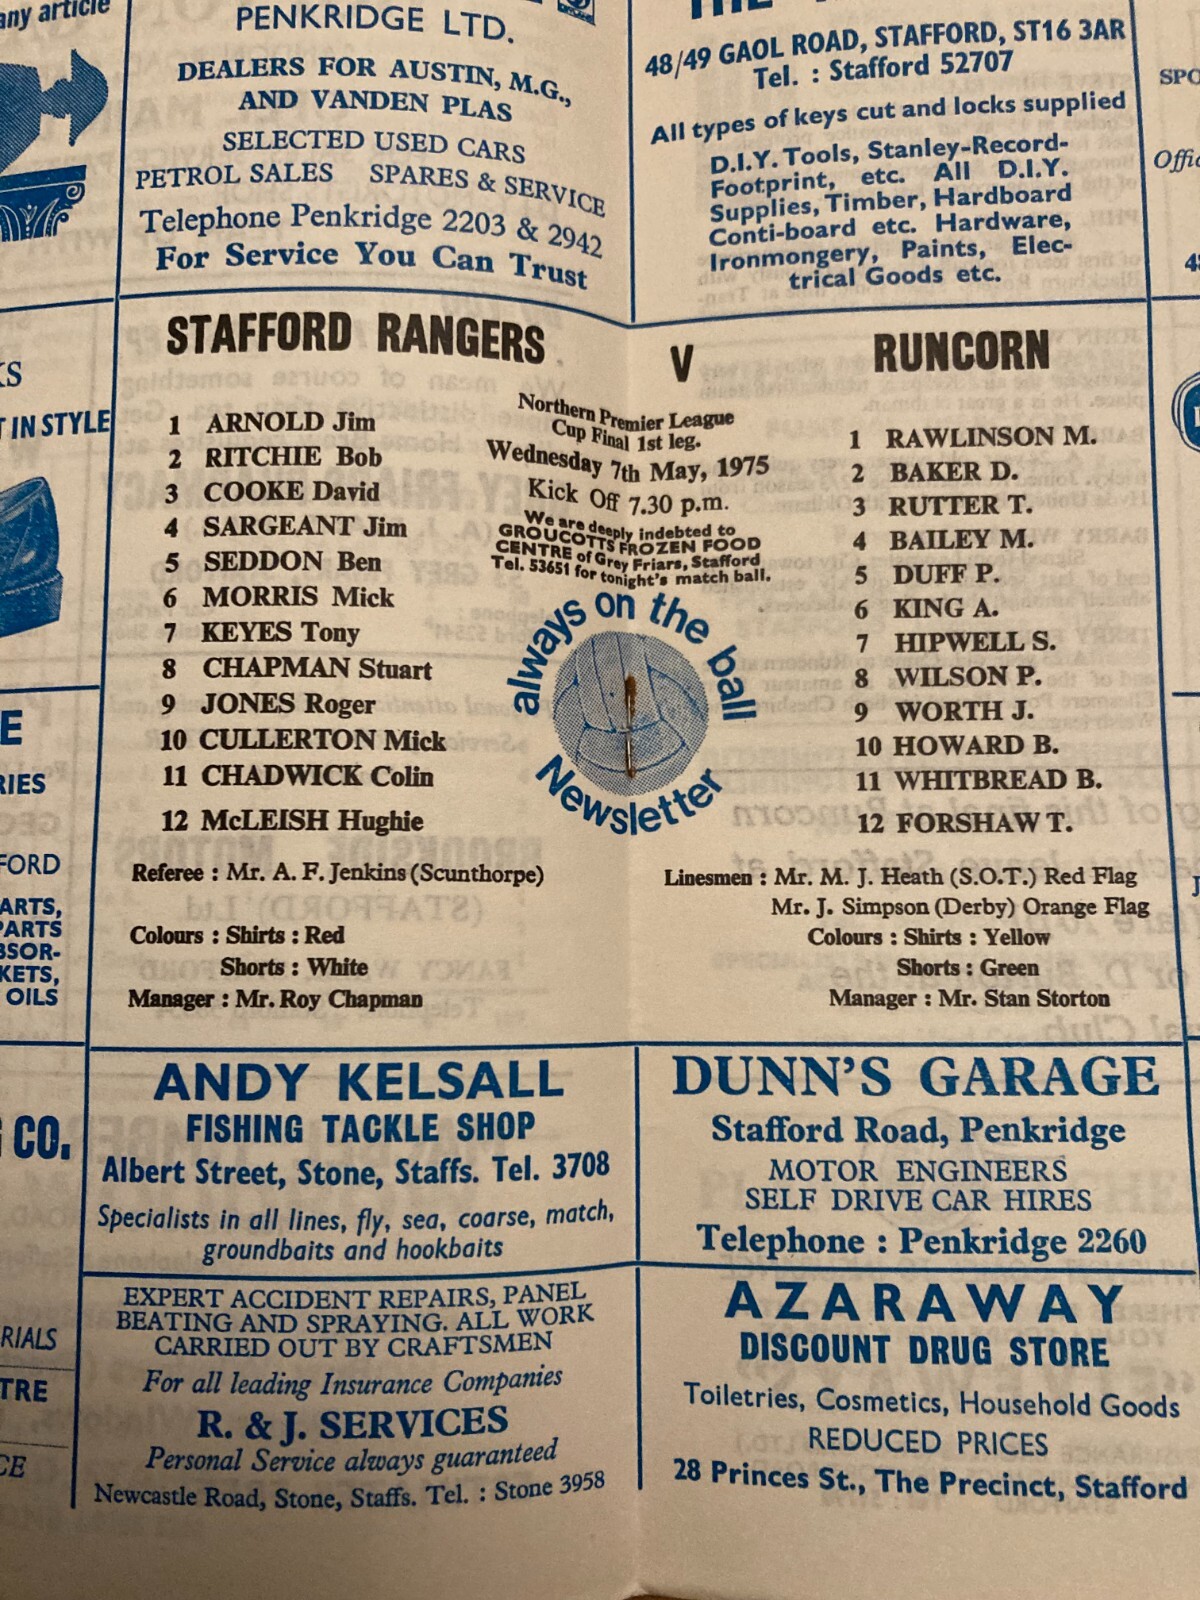 any article
PENKRIDGE LTD.
DEALERS FOR AUSTIN, M.G.,
AND VANDEN PLAS
SELECTED USED CARS
PETROL SALES SPARES & SERVICE
Telephone Penkridge 2203 & 2942
For Service You Can Trust
48/49 GAOL ROAD, STAFFORD, ST16 3AR
Tel. : Stafford 52707
All types of keys cut and locks supplied
D.I.Y. Tools, Stanley-Record-
Footprint, etc. All D.I.Y.
Supplies, Timber, Hardboard
Conti-board etc. Hardware,
Ironmongery, Paints, Elec-
trical Goods etc.
T IN STYLE
STAFFORD RANGERS
V
RUNCORN
1 ARNOLD Jim
2 RITCHIE Bob
3 COOKE David
4 SARGEANT Jim
5 SEDDON Ben
6 MORRIS Mick
7 KEYES Tony
8 CHAPMAN Stuart
9 JONES Roger
10 CULLERTON Mick
11 CHADWICK Colin
12 McLEISH Hughie
Northern Premier League
Cup Final 1st leg.
Wednesday 7th May, 1975
Kick Off 7.30 p.m.
We are deeply indebted to
GROUCOTTS FROZEN FOOD
CENTRE of Grey Friars, Stafford
Tel. 53651 for tonight's match ball.
always on the ball
Newsletter
1 RAWLINSON M.
2 BAKER D.
3 RUTTER T.
4 BAILEY M.
5 DUFF P.
6 KING A.
7 HIPWELL S.
8 WILSON P.
9 WORTH J.
10 HOWARD B.
11 WHITBREAD B.
12 FORSHAW T.
Referee : Mr. A. F. Jenkins (Scunthorpe)
Colours : Shirts : Red
Shorts : White
Manager : Mr. Roy Chapman
Linesmen : Mr. M. J. Heath (S.O.T.) Red Flag
Mr. J. Simpson (Derby) Orange Flag
Colours : Shirts : Yellow
Shorts : Green
Manager : Mr. Stan Storton
CO.
ANDY KELSALL
FISHING TACKLE SHOP
Albert Street, Stone, Staffs. Tel. 3708
Specialists in all lines, fly, sea, coarse, match,
groundbaits and hookbaits
DUNN'S GARAGE
Stafford Road, Penkridge
MOTOR ENGINEERS
SELF DRIVE CAR HIRES
Telephone : Penkridge 2260
EXPERT ACCIDENT REPAIRS, PANEL
BEATING AND SPRAYING. ALL WORK
CARRIED OUT BY CRAFTSMEN
For all leading Insurance Companies
R. & J. SERVICES
Personal Service always guaranteed
Newcastle Road, Stone, Staffs. Tel. : Stone 3958
AZARAWAY
DISCOUNT DRUG STORE
Toiletries, Cosmetics, Household Goods
REDUCED PRICES
28 Princes St., The Precinct, Stafford